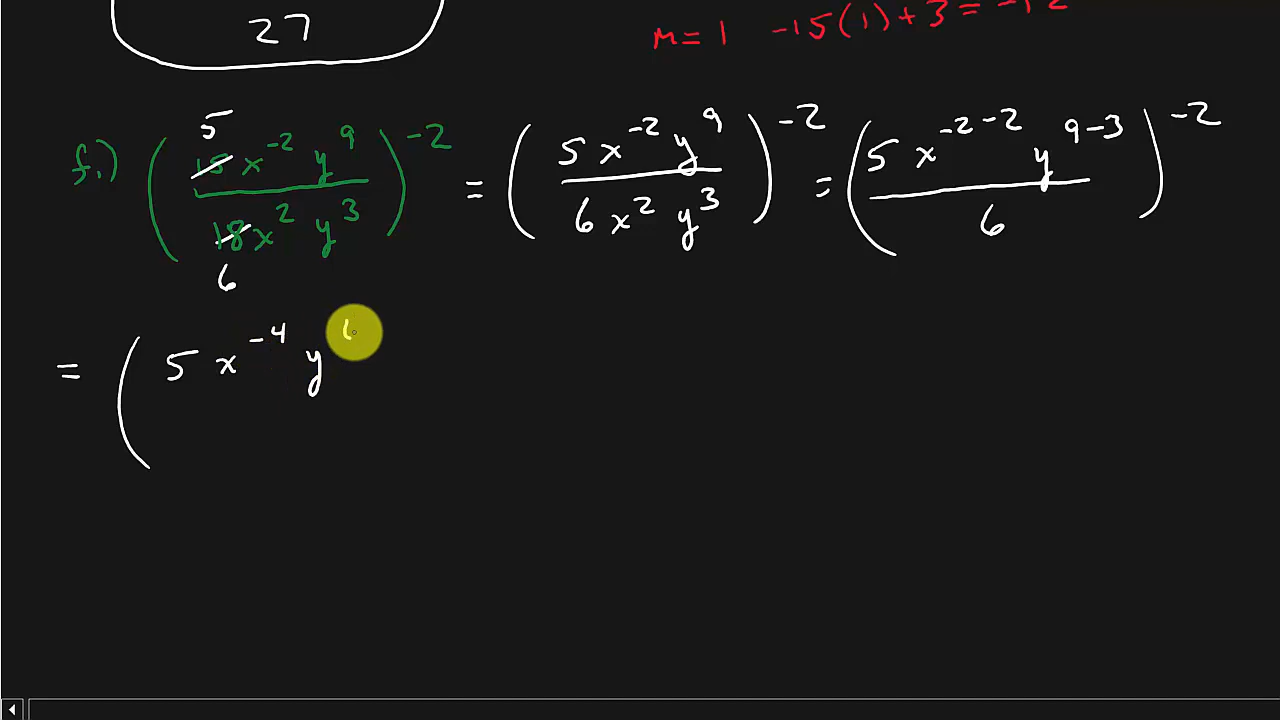 27
m = 1   -15(1) + 3 = -12
f.) ( 15 x^{-2} y^9 / 18 x^2 y^3 )^{-2} = ( 5 x^{-2} y^9 / 6 x^2 y^3 )^{-2} = ( 5 x^{-2-2} y^{9-3} / 6 )^{-2}
5
6
= ( 5 x^{-4} y